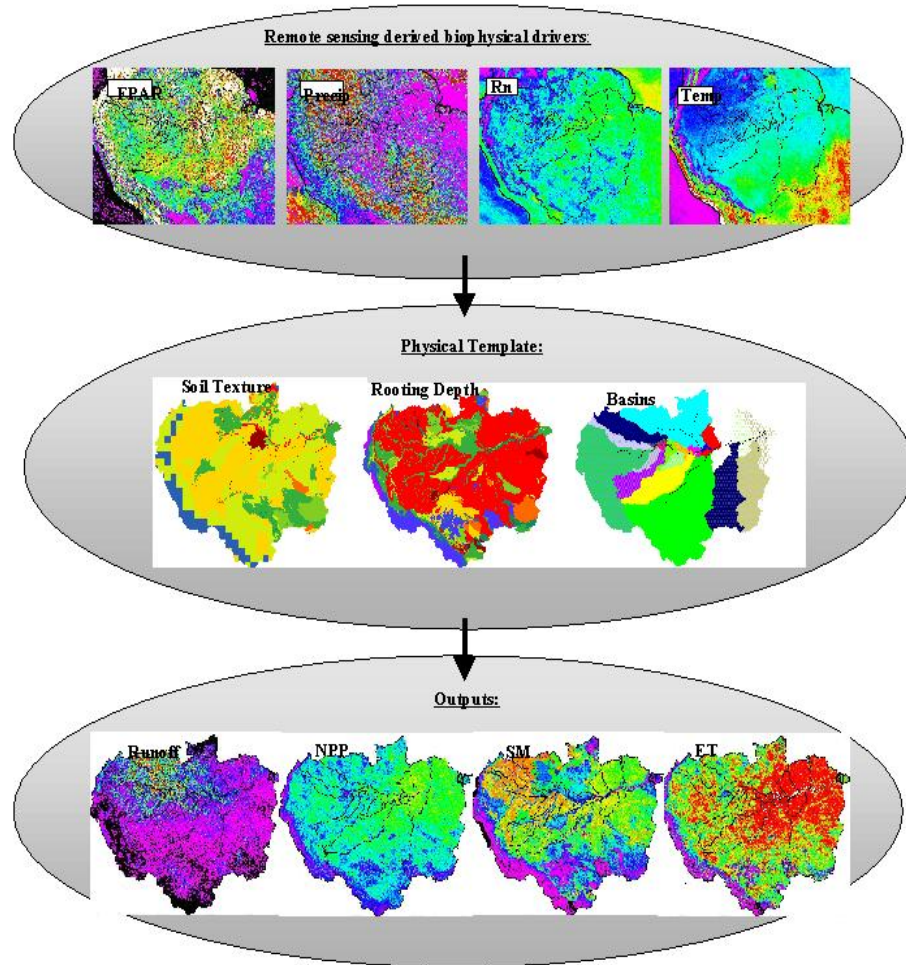 Remote sensing derived biophysical drivers:
FPAR
Precip
Rn
Temp
Physical Template:
Soil Texture
Rooting Depth
Basins
Outputs:
Runoff
NPP
SM
ET